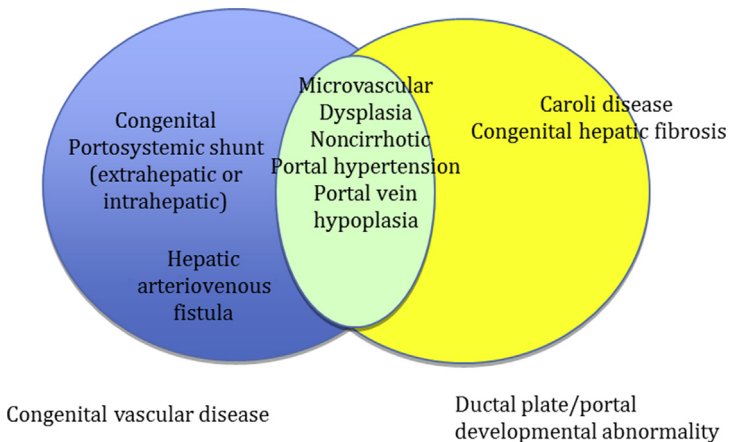 Congenital
Portosystemic shunt
(extrahepatic or
intrahepatic)
Hepatic
arteriovenous
fistula
Microvascular
Dysplasia
Noncirrhotic
Portal hypertension
Portal vein
hypoplasia
Caroli disease
Congenital hepatic fibrosis
Congenital vascular disease
Ductal plate/portal
developmental abnormality